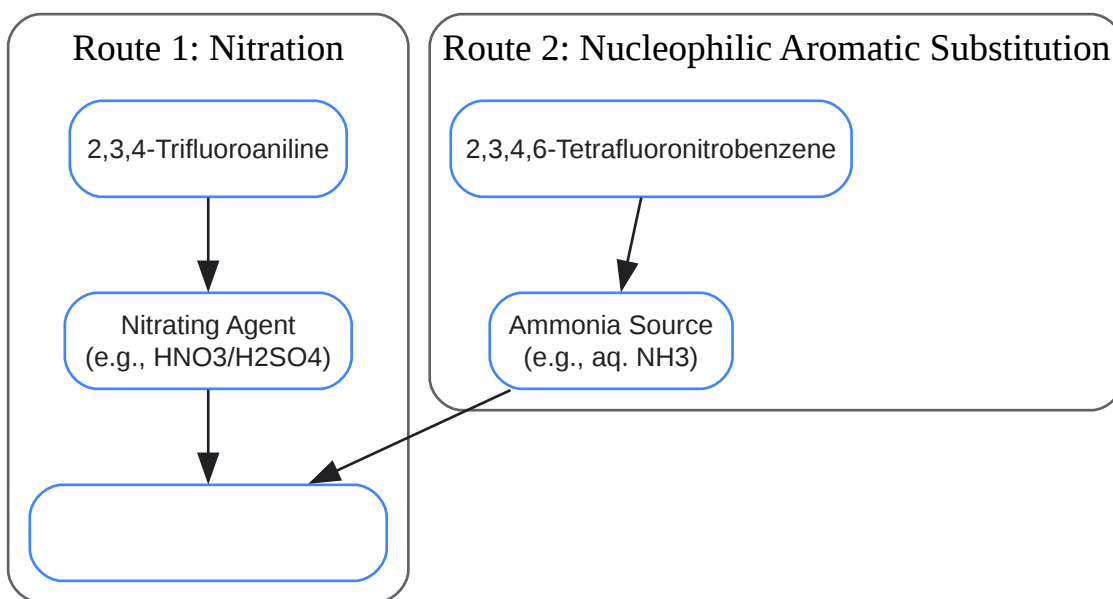 Route 1: Nitration
2,3,4-Trifluoroaniline
Nitrating Agent
(e.g., HNO3/H2SO4)
Route 2: Nucleophilic Aromatic Substitution
2,3,4,6-Tetrafluoronitrobenzene
Ammonia Source
(e.g., aq. NH3)